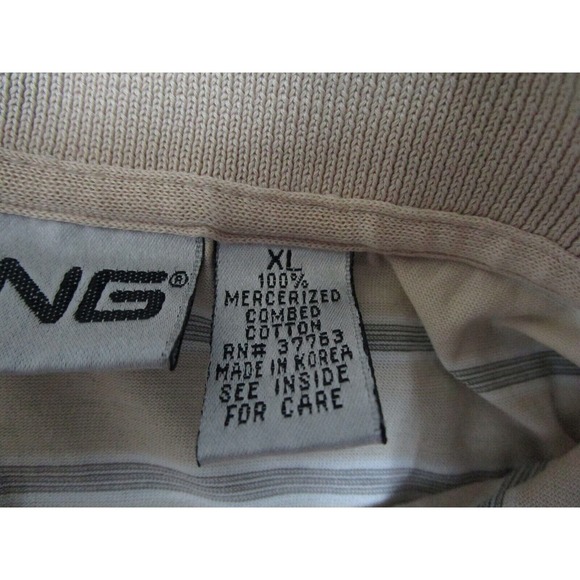 NG®
XL
100%
MERCERIZED
COMBED
COTTON
RN# 37763
MADE IN KOREA
SEE INSIDE
FOR CARE